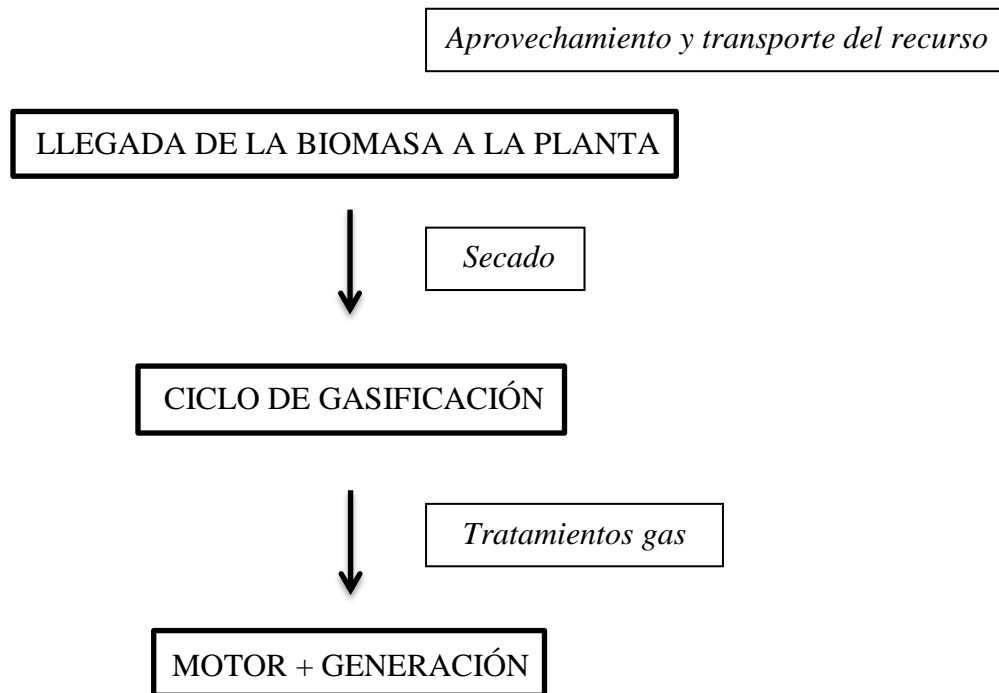 Aprovechamiento y transporte del recurso
LLEGADA DE LA BIOMASA A LA PLANTA
Secado
CICLO DE GASIFICACIÓN
Tratamientos gas
MOTOR + GENERACIÓN